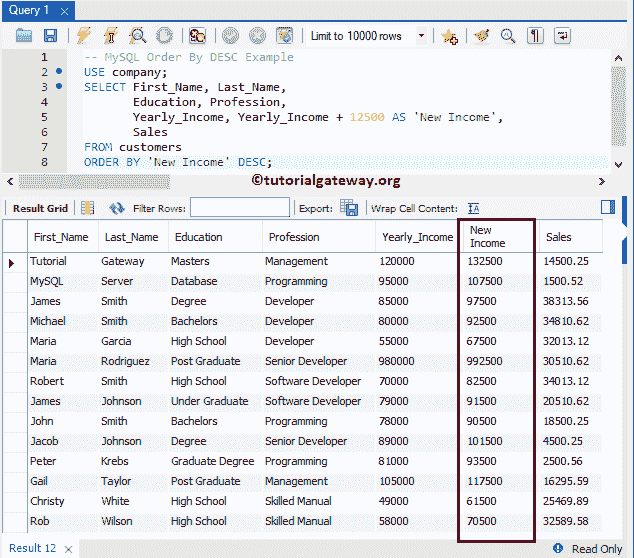 Query 1
Limit to 10000 rows
1 -- MySQL Order By DESC Example
2 USE company;
3 SELECT First_Name, Last_Name,
4 Education, Profession,
5 Yearly_Income, Yearly_Income + 12500 AS 'New Income',
6 Sales
7 FROM customers
8 ORDER BY 'New Income' DESC;
©tutorialgateway.org
Result Grid Filter Rows: Export: Wrap Cell Content: IA
First_Name Last_Name Education Profession Yearly_Income New Income Sales
Tutorial Gateway Masters Management 120000 132500 14500.25
MySQL Server Database Programming 95000 107500 1500.52
James Smith Degree Developer 85000 97500 38313.56
Michael Smith Bachelors Developer 80000 92500 34810.62
Maria Garcia High School Developer 55000 67500 32013.12
Maria Rodriguez Post Graduate Senior Developer 980000 992500 30510.62
Robert Smith High School Software Developer 70000 82500 34013.12
James Johnson Under Graduate Software Developer 79000 91500 20510.62
John Smith Bachelors Programming 78000 90500 18500.25
Jacob Johnson Degree Senior Developer 89000 101500 4500.25
Peter Krebs Graduate Degree Programming 81000 93500 2500.56
Gail Taylor Post Graduate Management 105000 117500 16295.59
Christy White High School Skilled Manual 49000 61500 25469.89
Rob Wilson High School Skilled Manual 58000 70500 32589.58
Result 12
Read Only